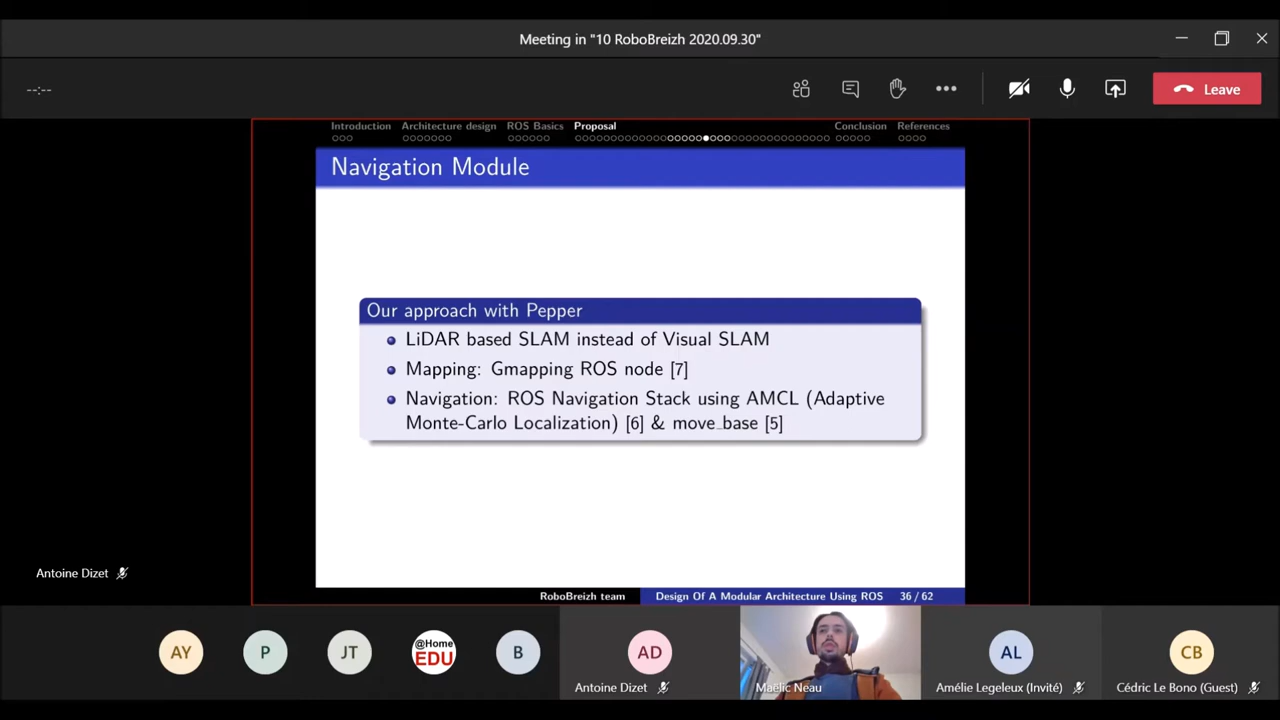 Meeting in "10 RoboBreizh 2020.09.30"
--:--
Leave
Introduction Architecture design ROS Basics Proposal Conclusion References
Navigation Module
Our approach with Pepper
LiDAR based SLAM instead of Visual SLAM
Mapping: Gmapping ROS node [7]
Navigation: ROS Navigation Stack using AMCL (Adaptive
Monte-Carlo Localization) [6] & move_base [5]
RoboBreizh team Design Of A Modular Architecture Using ROS 36 / 62
Antoine Dizet
AY P JT @Home EDU B AD AL CB
Antoine Dizet Maëlic Neau Amélie Legeleux (Invité) Cédric Le Bono (Guest)